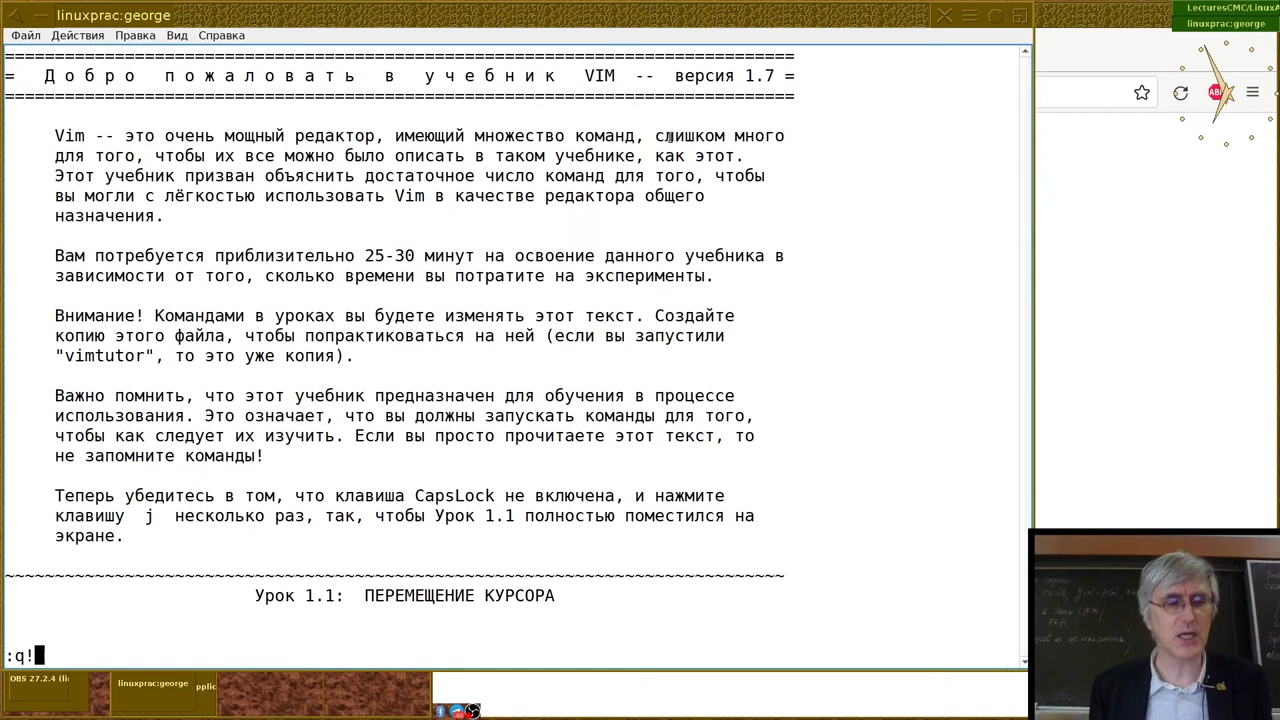 linuxprac:george
LecturesCMC/LinuxA
linuxprac:george
Файл Действия Правка Вид Справка
===============================================================================
=   Д о б р о   п о ж а л о в а т ь   в   у ч е б н и к   VIM  --  версия 1.7 =
===============================================================================
Vim -- это очень мощный редактор, имеющий множество команд, слишком много
для того, чтобы их все можно было описать в таком учебнике, как этот.
Этот учебник призван объяснить достаточное число команд для того, чтобы
вы могли с лёгкостью использовать Vim в качестве редактора общего
назначения.
Вам потребуется приблизительно 25-30 минут на освоение данного учебника в
зависимости от того, сколько времени вы потратите на эксперименты.
Внимание! Командами в уроках вы будете изменять этот текст. Создайте
копию этого файла, чтобы попрактиковаться на ней (если вы запустили
"vimtutor", то это уже копия).
Важно помнить, что этот учебник предназначен для обучения в процессе
использования. Это означает, что вы должны запускать команды для того,
чтобы как следует их изучить. Если вы просто прочитаете этот текст, то
не запомните команды!
Теперь убедитесь в том, что клавиша CapsLock не включена, и нажмите
клавишу  j  несколько раз, так, чтобы Урок 1.1 полностью поместился на
экране.
~~~~~~~~~~~~~~~~~~~~~~~~~~~~~~~~~~~~~~~~~~~~~~~~~~~~~~~~~~~~~~~~~~~~~~~~~~~~~~
Урок 1.1:  ПЕРЕМЕЩЕНИЕ КУРСОРА
:q!
OBS 27.2.4 (li
linuxprac:george
pplic